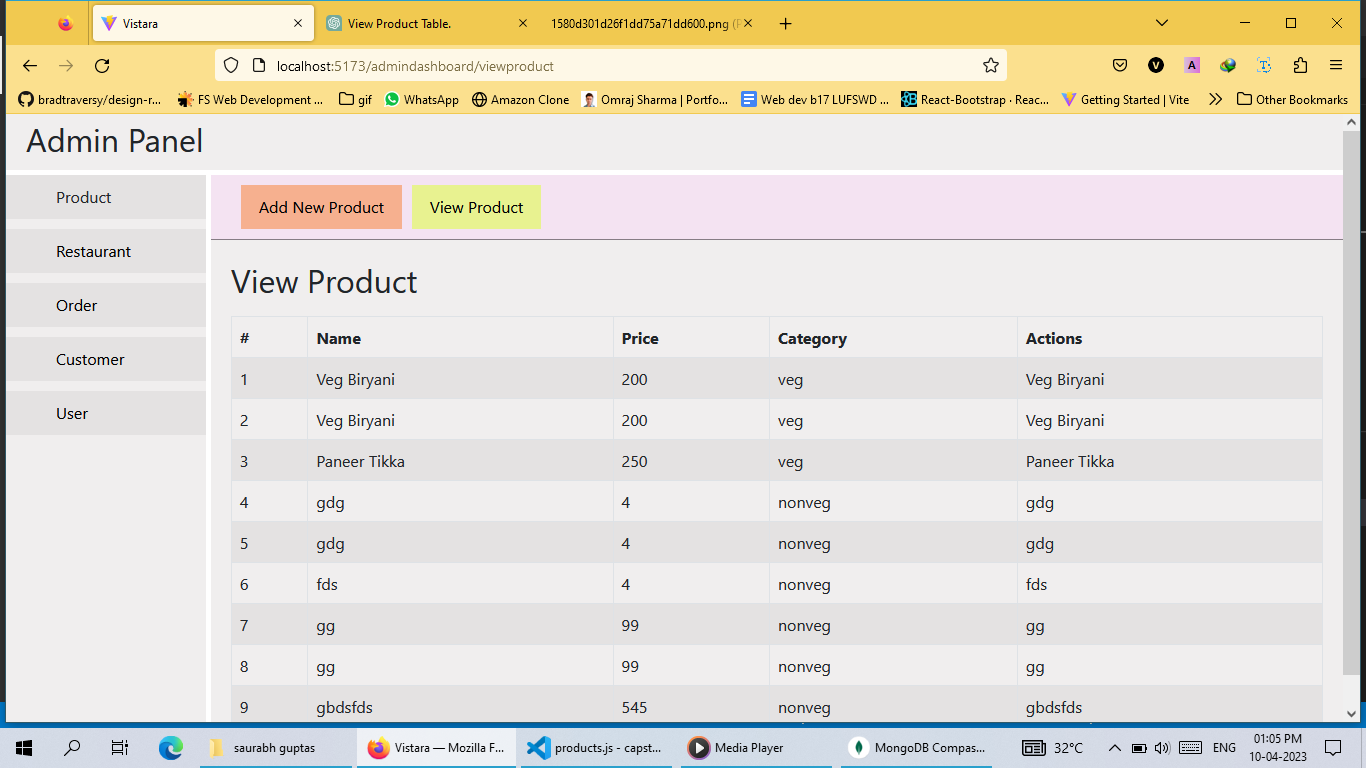 Vistara
View Product Table.
1580d301d26f1dd75a71dd600.png (P
localhost:5173/admindashboard/viewproduct
bradtraversy/design-r... FS Web Development ... gif WhatsApp Amazon Clone Omraj Sharma | Portfo... Web dev b17 LUFSWD ... React-Bootstrap · Reac... Getting Started | Vite Other Bookmarks
Admin Panel
Product
Restaurant
Order
Customer
User
Add New Product View Product
View Product
# Name Price Category Actions
1 Veg Biryani 200 veg Veg Biryani
2 Veg Biryani 200 veg Veg Biryani
3 Paneer Tikka 250 veg Paneer Tikka
4 gdg 4 nonveg gdg
5 gdg 4 nonveg gdg
6 fds 4 nonveg fds
7 gg 99 nonveg gg
8 gg 99 nonveg gg
9 gbdsfds 545 nonveg gbdsfds
saurabh guptas Vistara — Mozilla F... products.js - capst... Media Player MongoDB Compas... 32°C ENG
01:05 PM
10-04-2023